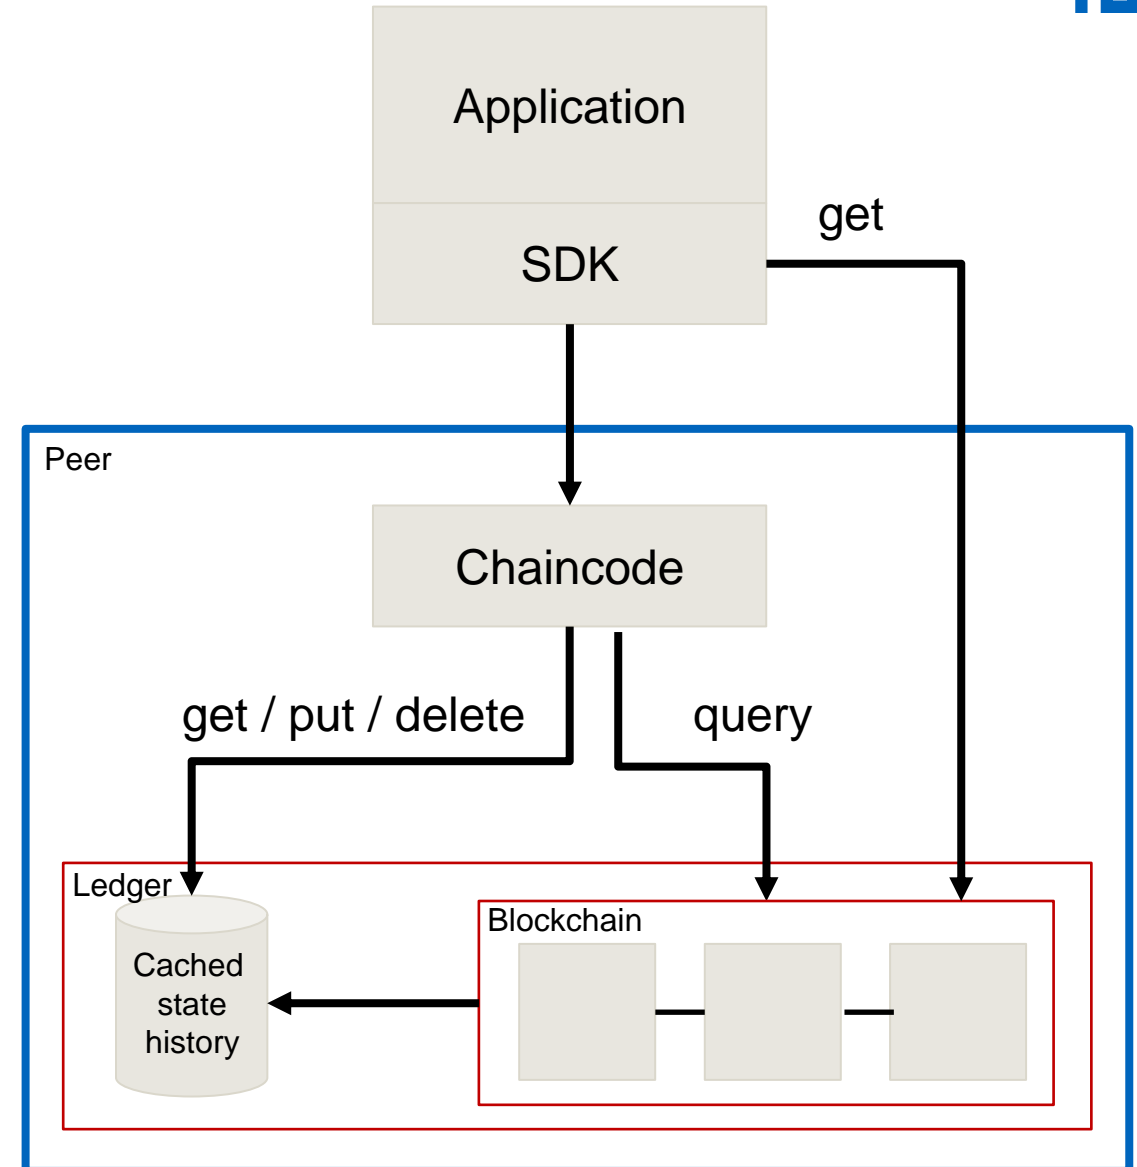 Application
get
SDK
Peer
Chaincode
get / put / delete
query
Ledger
Blockchain
Cached
state
history